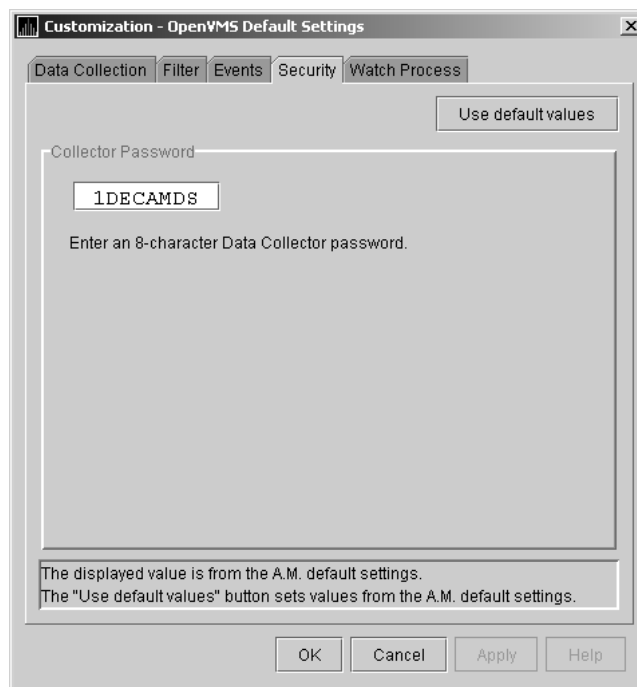 Customization - OpenVMS Default Settings
Data Collection Filter Events Security Watch Process
Use default values
Collector Password
1DECAMDS
Enter an 8-character Data Collector password.
The displayed value is from the A.M. default settings.
The "Use default values" button sets values from the A.M. default settings.
OK Cancel Apply Help